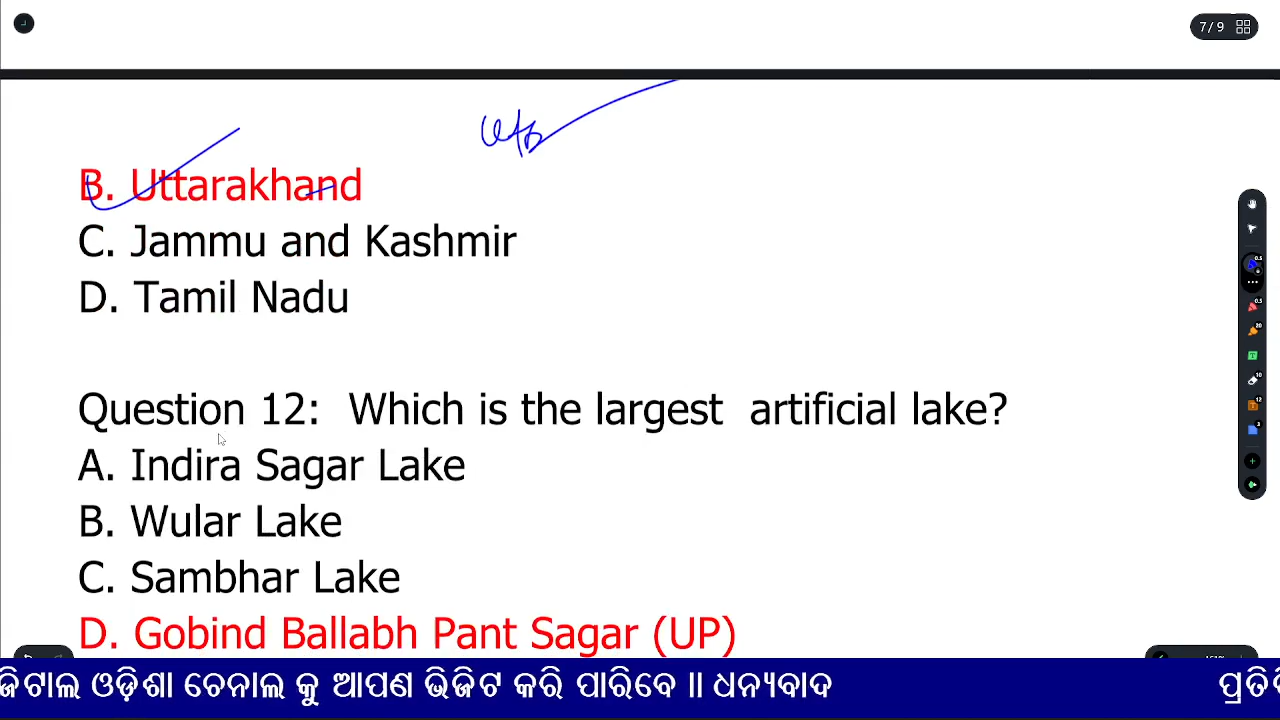 7/9
B. Uttarakhand
C. Jammu and Kashmir
D. Tamil Nadu
Question 12: Which is the largest artificial lake?
A. Indira Sagar Lake
B. Wular Lake
C. Sambhar Lake
D. Gobind Ballabh Pant Sagar (UP)
ଜିଟାଲ ଓଡ଼ିଶା ଚେନାଲ କୁ ଆପଣ ଭିଜିଟ କରି ପାରିବେ ॥ ଧନ୍ୟବାଦ